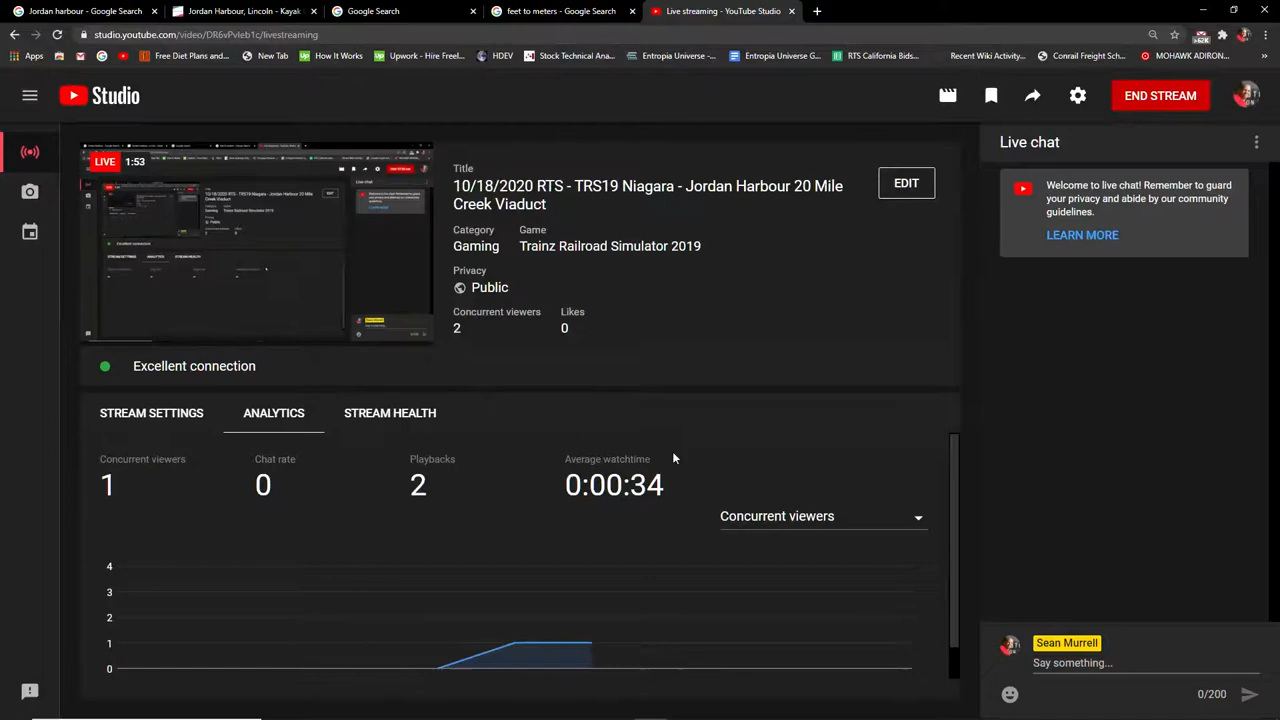 Jordan harbour - Google Search
Jordan Harbour, Lincoln - Kayak
Google Search
feet to meters - Google Search
Live streaming - YouTube Studio
studio.youtube.com/video/DR6vPvIeb1c/livestreaming
Apps
Free Diet Plans and...
New Tab
How It Works
Upwork - Hire Freel...
HDEV
Stock Technical Ana...
Entropia Universe -...
Entropia Universe G...
RTS California Bids...
Recent Wiki Activity...
Conrail Freight Sch...
MOHAWK ADIRON...
Studio
END STREAM
LIVE 1:53
Title
10/18/2020 RTS - TRS19 Niagara - Jordan Harbour 20 Mile
Creek Viaduct
EDIT
Category Game
Gaming Trainz Railroad Simulator 2019
Privacy
Public
Concurrent viewers Likes
2 0
Excellent connection
STREAM SETTINGS ANALYTICS STREAM HEALTH
Concurrent viewers Chat rate Playbacks Average watchtime
1 0 2 0:00:34
Concurrent viewers
4
3
2
1
0
Live chat
Welcome to live chat! Remember to guard
your privacy and abide by our community
guidelines.
LEARN MORE
Sean Murrell
Say something...
0/200